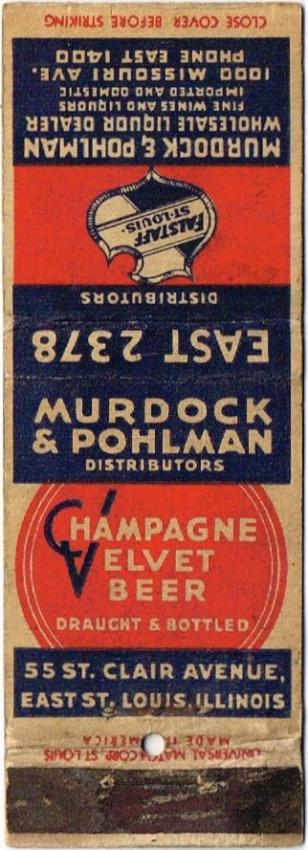 CLOSE COVER BEFORE STRIKING
MURDOCK & POHLMAN
WHOLESALE LIQUOR DEALER
FINE WINES AND LIQUORS
IMPORTED AND DOMESTIC
1000 MISSOURI AVE.
PHONE EAST 1400
FALSTAFF
ST·LOUIS·
DISTRIBUTORS
EAST 2378
MURDOCK
& POHLMAN
DISTRIBUTORS
CHAMPAGNE
VELVET
BEER
DRAUGHT & BOTTLED
55 ST. CLAIR AVENUE,
EAST ST. LOUIS, ILLINOIS
UNIVERSAL MATCH CORP., ST. LOUIS
MADE IN AMERICA